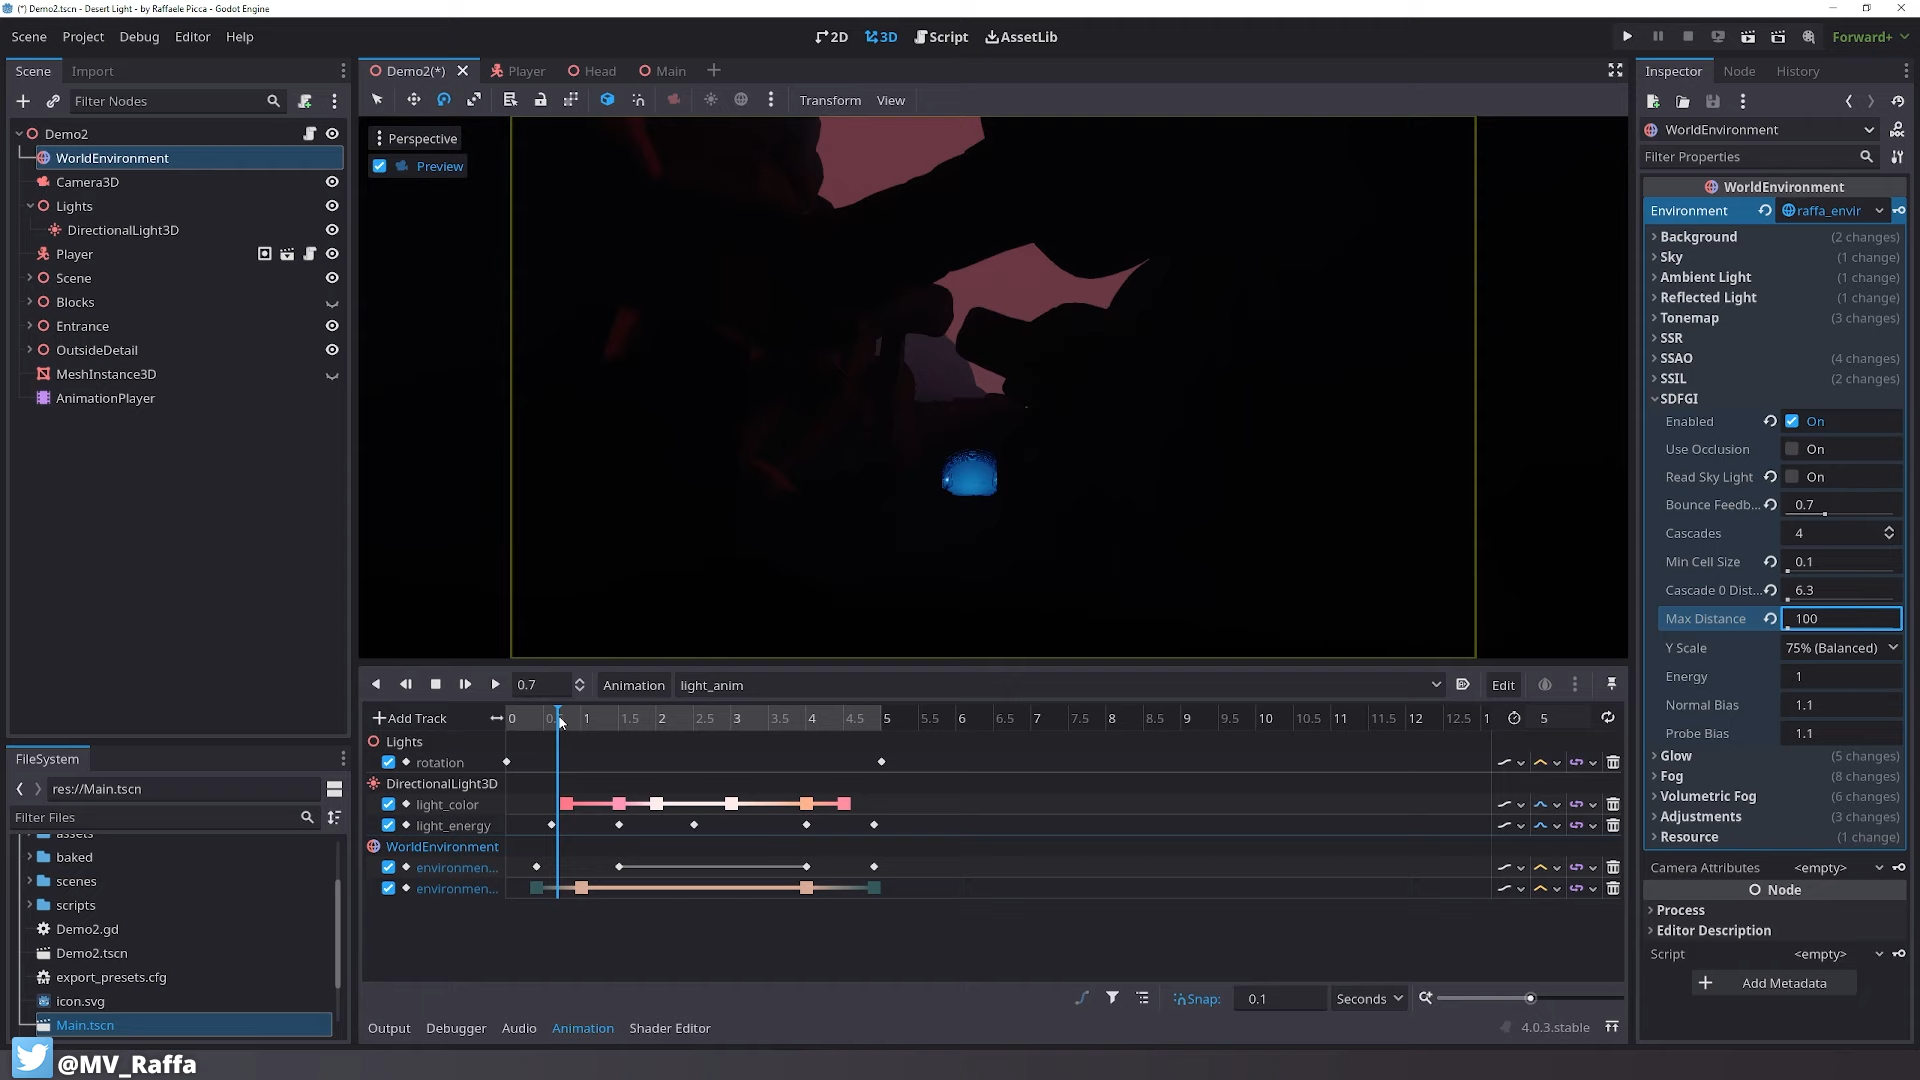 (*) Demo2.tscn - Desert Light - by Raffaele Picca - Godot Engine
Scene Project Debug Editor Help
2D 3D Script AssetLib
Forward+
Scene Import
Filter Nodes
Demo2
WorldEnvironment
Camera3D
Lights
DirectionalLight3D
Player
Scene
Blocks
Entrance
OutsideDetail
MeshInstance3D
AnimationPlayer
FileSystem
res://Main.tscn
Filter Files
assets
baked
scenes
scripts
Demo2.gd
Demo2.tscn
export_presets.cfg
icon.svg
Main.tscn
@MV_Raffa
Demo2(*) Player Head Main
Transform View
Perspective
Preview
0.7 Animation light_anim Edit
Add Track 0 0.5 1 1.5 2 2.5 3 3.5 4 4.5 5 5.5 6 6.5 7 7.5 8 8.5 9 9.5 10 10.5 11 11.5 12 12.5 1 5
Lights
rotation
DirectionalLight3D
light_color
light_energy
WorldEnvironment
environmen...
environmen...
Snap: 0.1 Seconds
Output Debugger Audio Animation Shader Editor 4.0.3.stable
Inspector Node History
WorldEnvironment
Filter Properties
WorldEnvironment
Environment raffa_envir
Background (2 changes)
Sky (1 change)
Ambient Light (1 change)
Reflected Light (1 change)
Tonemap (3 changes)
SSR
SSAO (4 changes)
SSIL (2 changes)
SDFGI
Enabled On
Use Occlusion On
Read Sky Light On
Bounce Feedb... 0.7
Cascades 4
Min Cell Size 0.1
Cascade 0 Dist... 6.3
Max Distance 100
Y Scale 75% (Balanced)
Energy 1
Normal Bias 1.1
Probe Bias 1.1
Glow (5 changes)
Fog (8 changes)
Volumetric Fog (6 changes)
Adjustments (3 changes)
Resource (1 change)
Camera Attributes <empty>
Node
Process
Editor Description
Script <empty>
Add Metadata